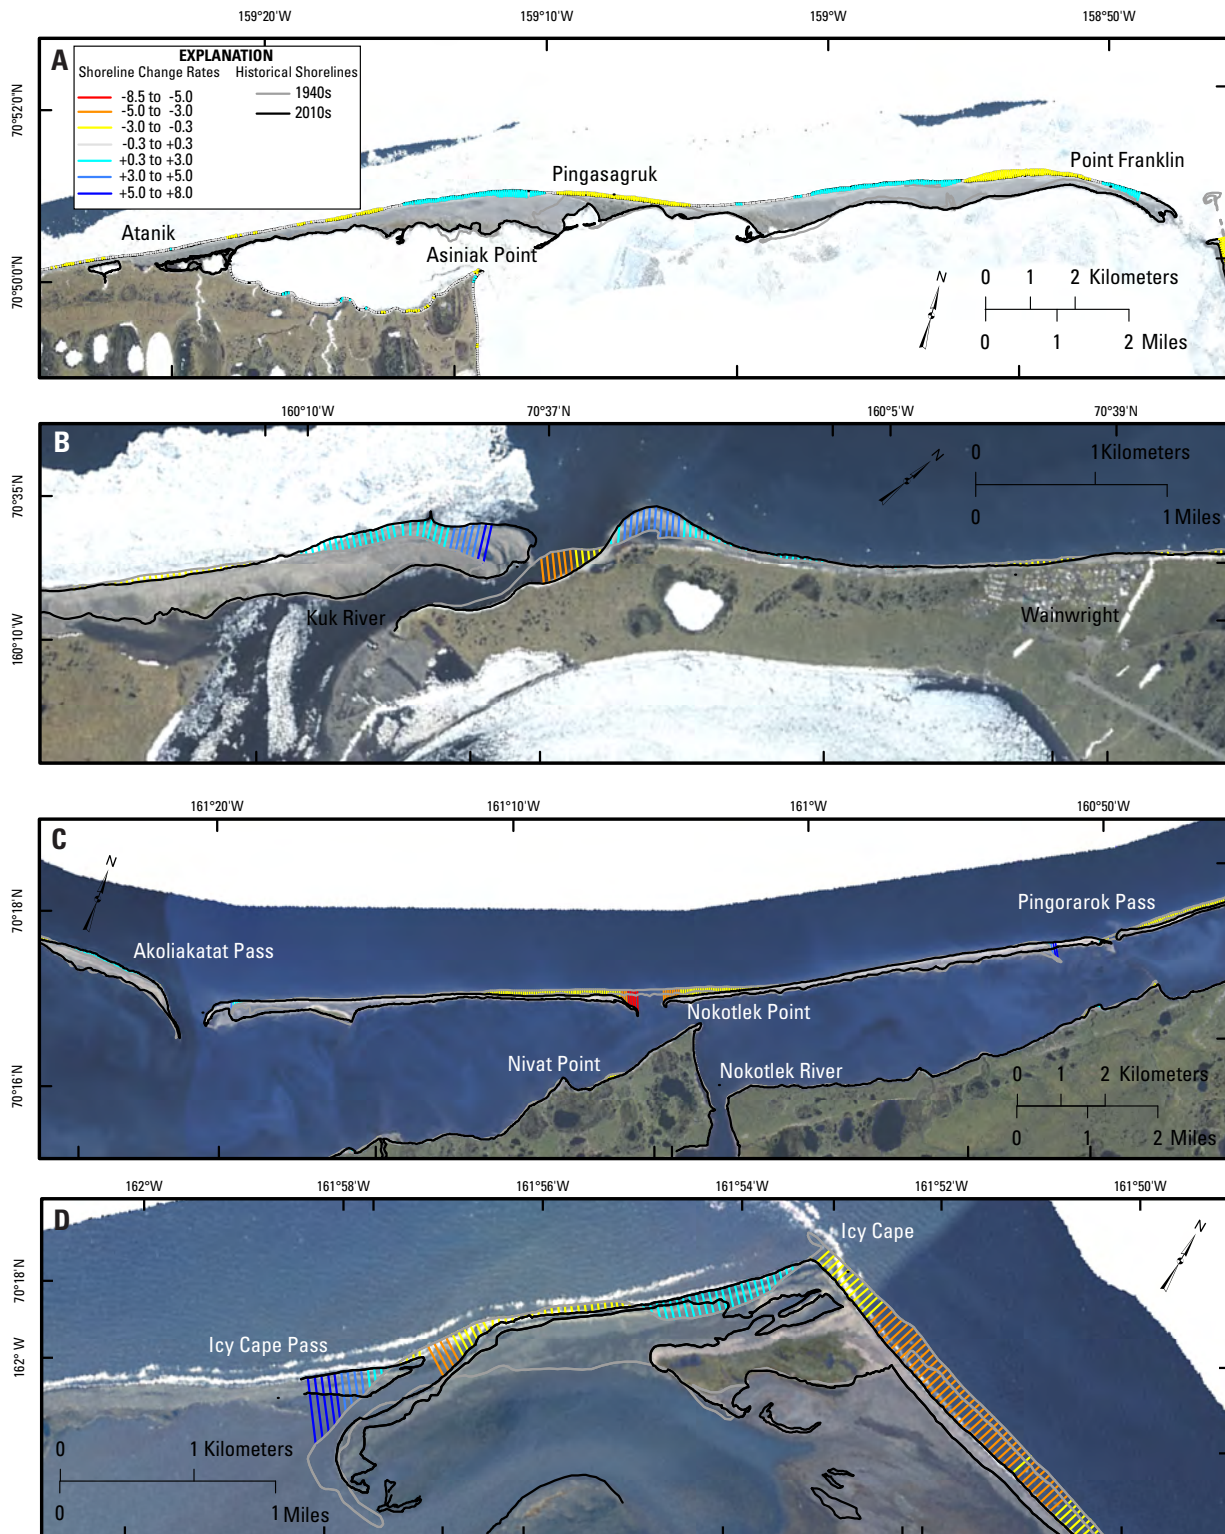 159°20'W 159°10'W 159°W 158°50'W
A
EXPLANATION
Shoreline Change Rates Historical Shorelines
-8.5 to -5.0 1940s
-5.0 to -3.0 2010s
-3.0 to -0.3
-0.3 to +0.3
+0.3 to +3.0
+3.0 to +5.0
+5.0 to +8.0
70°52'0"N
Pingasagruk
Point Franklin
Atanik
Asiniak Point
70°50'0"N
N
0 1 2 Kilometers
0 1 2 Miles
160°10'W 70°37'N 160°5'W 70°39'N
B
N
0 1 Kilometers
0 1 Miles
70°35'N
Kuk River
Wainwright
160°10'W
161°20'W 161°10'W 161°W 160°50'W
C
N
70°18'N
Pingorarok Pass
Akoliakatat Pass
Nokotlek Point
Nivat Point
Nokotlek River
70°16'N
0 1 2 Kilometers
0 1 2 Miles
162°W 161°58'W 161°56'W 161°54'W 161°52'W 161°50'W
D
Icy Cape
N
70°18'N
Icy Cape Pass
162° W
0 1 Kilometers
0 1 Miles